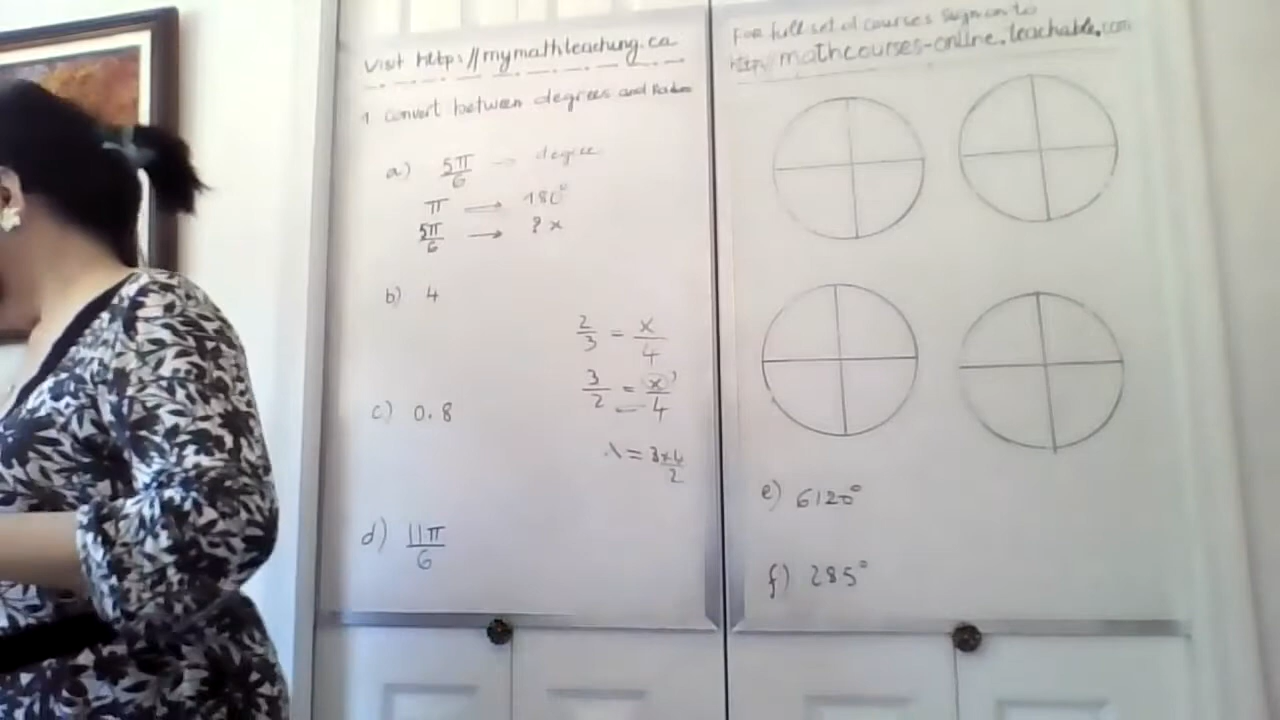 Visit https://mymathteaching.ca
1. Convert between degrees and Radian
a) 5π/6 → degree
π → 180°
5π/6 → ? x
b) 4
2/3 = x/4
3/2 = x/4
c) 0.8
= 3×4/2
d) 11π/6
For full set of courses sign on to
http://mathcourses-online.teachable.com
e) 6120°
f) 285°